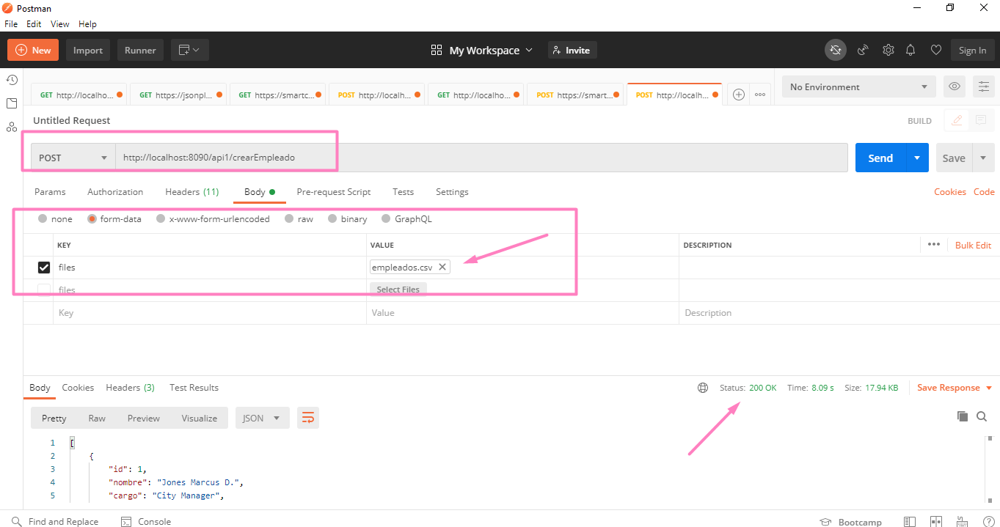 Postman
File Edit View Help
New Import Runner My Workspace Invite Sign In
GET http://localho... GET https://jsonpl... GET https://smartc... POST http://localh... GET http://localho... POST https://smart... POST http://localh... No Environment
Untitled Request BUILD
POST http://localhost:8090/api1/crearEmpleado Send Save
Params Authorization Headers (11) Body Pre-request Script Tests Settings Cookies Code
none form-data x-www-form-urlencoded raw binary GraphQL
KEY VALUE DESCRIPTION Bulk Edit
files empleados.csv
files Select Files
Key Value Description
Body Cookies Headers (3) Test Results Status: 200 OK Time: 8.09 s Size: 17.94 KB Save Response
Pretty Raw Preview Visualize JSON
1 [
2 {
3 "id": 1,
4 "nombre": "Jones Marcus D.",
5 "cargo": "City Manager",
Find and Replace Console Bootcamp